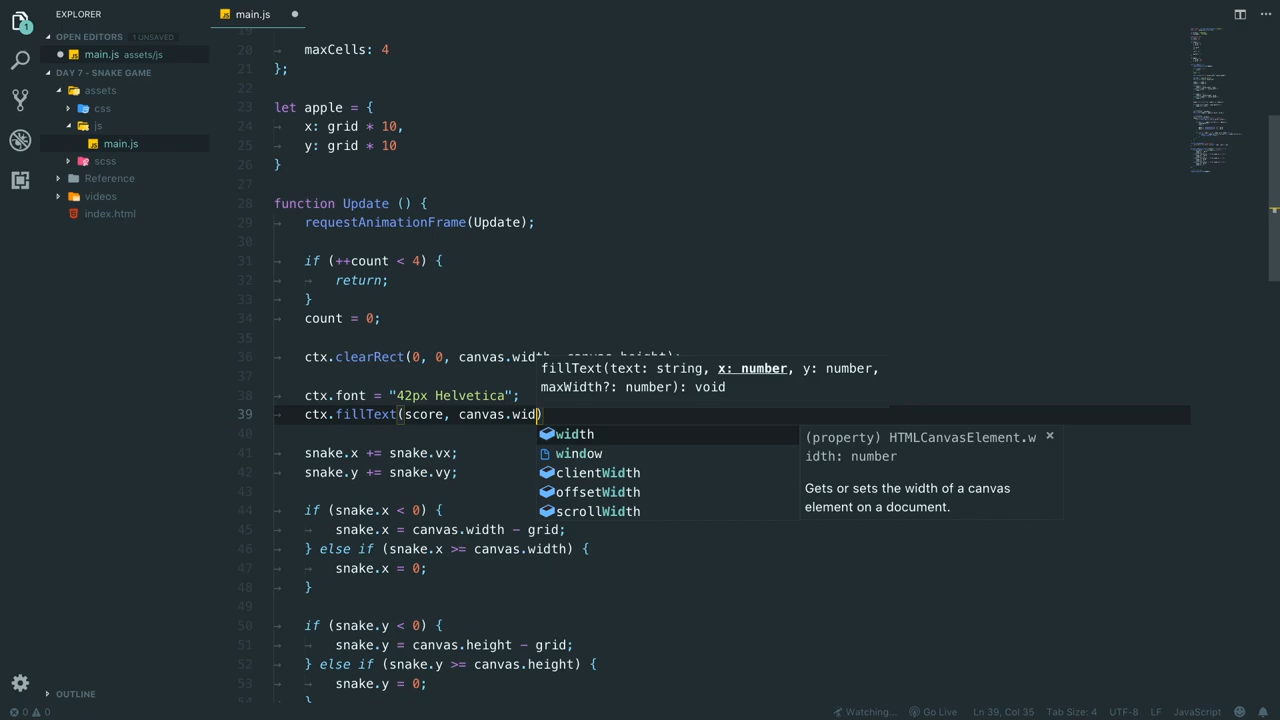 EXPLORER
main.js
OPEN EDITORS 1 UNSAVED
main.js assets/js
DAY 7 - SNAKE GAME
assets
css
js
main.js
scss
Reference
videos
index.html
OUTLINE
1
20 maxCells: 4
21 };
22
23 let apple = {
24 x: grid * 10,
25 y: grid * 10
26 }
27
28 function Update () {
29 requestAnimationFrame(Update);
30
31 if (++count < 4) {
32 return;
33 }
34 count = 0;
35
36 ctx.clearRect(0, 0, canvas.width, canvas.height);
37
38 ctx.font = "42px Helvetica";
39 ctx.fillText(score, canvas.wid)
40
41 snake.x += snake.vx;
42 snake.y += snake.vy;
43
44 if (snake.x < 0) {
45 snake.x = canvas.width - grid;
46 } else if (snake.x >= canvas.width) {
47 snake.x = 0;
48 }
49
50 if (snake.y < 0) {
51 snake.y = canvas.height - grid;
52 } else if (snake.y >= canvas.height) {
53 snake.y = 0;
fillText(text: string, x: number, y: number,
maxWidth?: number): void
width
window
clientWidth
offsetWidth
scrollWidth
(property) HTMLCanvasElement.w
idth: number
Gets or sets the width of a canvas
element on a document.
0 0
Watching... Go Live Ln 39, Col 35 Tab Size: 4 UTF-8 LF JavaScript